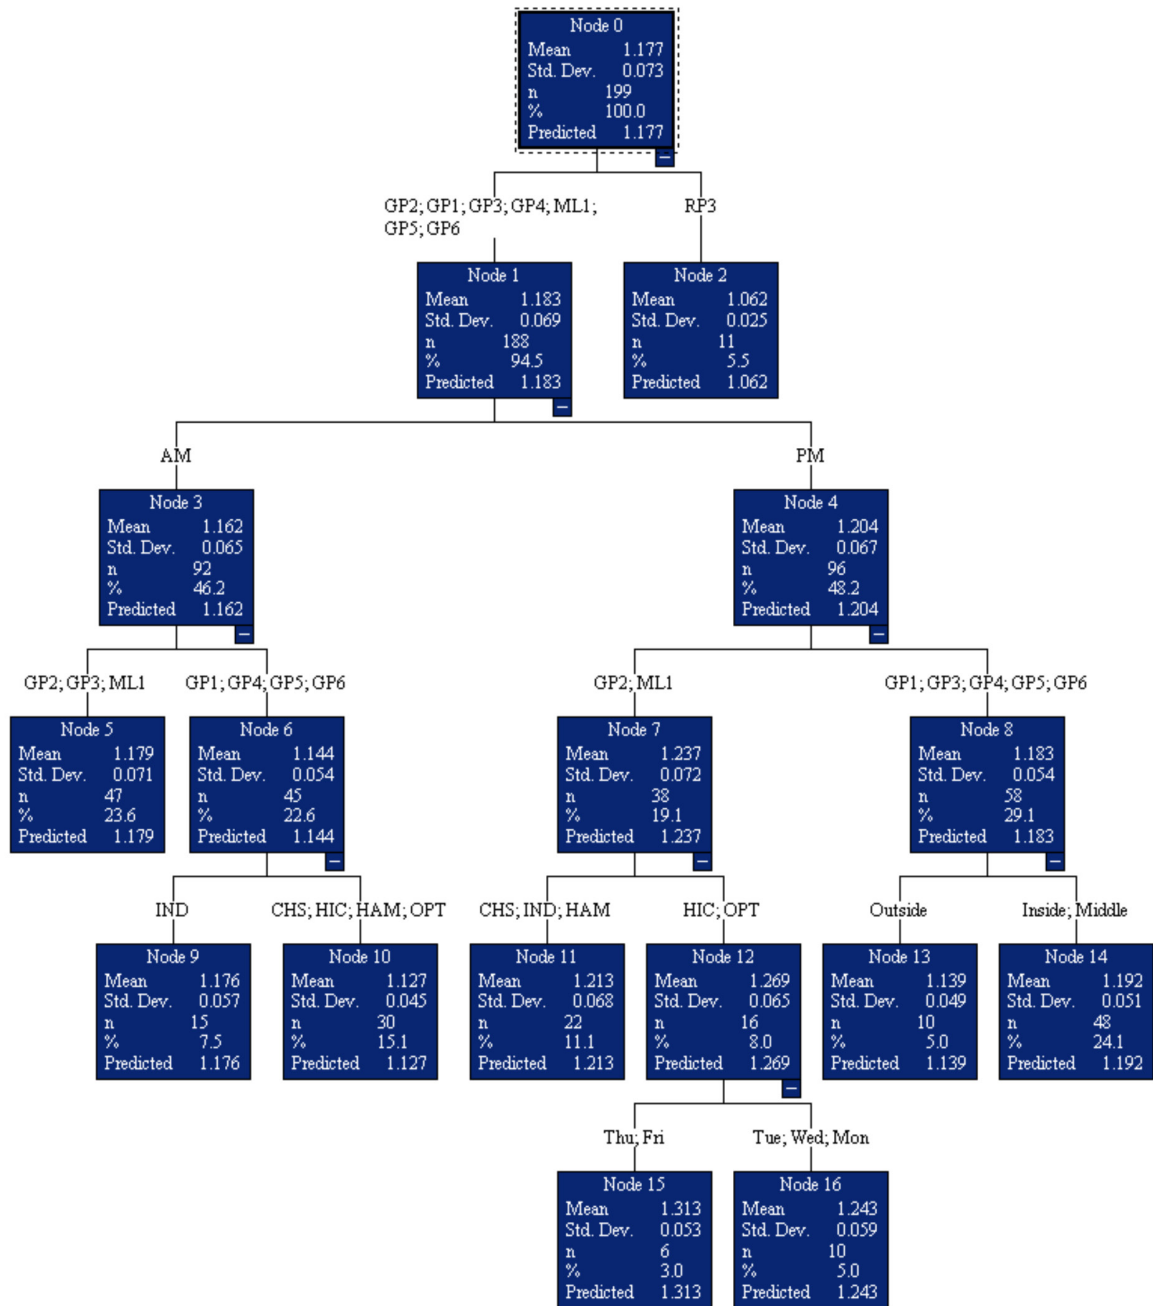 Node 0
Mean 1.177
Std. Dev. 0.073
n 199
% 100.0
Predicted 1.177
GP2; GP1; GP3; GP4; ML1;
GP5; GP6
RP3
Node 1
Mean 1.183
Std. Dev. 0.069
n 188
% 94.5
Predicted 1.183
Node 2
Mean 1.062
Std. Dev. 0.025
n 11
% 5.5
Predicted 1.062
AM
PM
Node 3
Mean 1.162
Std. Dev. 0.065
n 92
% 46.2
Predicted 1.162
Node 4
Mean 1.204
Std. Dev. 0.067
n 96
% 48.2
Predicted 1.204
GP2; GP3; ML1
GP1; GP4; GP5; GP6
GP2; ML1
GP1; GP3; GP4; GP5; GP6
Node 5
Mean 1.179
Std. Dev. 0.071
n 47
% 23.6
Predicted 1.179
Node 6
Mean 1.144
Std. Dev. 0.054
n 45
% 22.6
Predicted 1.144
Node 7
Mean 1.237
Std. Dev. 0.072
n 38
% 19.1
Predicted 1.237
Node 8
Mean 1.183
Std. Dev. 0.054
n 58
% 29.1
Predicted 1.183
IND
CHS; HIC; HAM; OPT
CHS; IND; HAM
HIC; OPT
Outside
Inside; Middle
Node 9
Mean 1.176
Std. Dev. 0.057
n 15
% 7.5
Predicted 1.176
Node 10
Mean 1.127
Std. Dev. 0.045
n 30
% 15.1
Predicted 1.127
Node 11
Mean 1.213
Std. Dev. 0.068
n 22
% 11.1
Predicted 1.213
Node 12
Mean 1.269
Std. Dev. 0.065
n 16
% 8.0
Predicted 1.269
Node 13
Mean 1.139
Std. Dev. 0.049
n 10
% 5.0
Predicted 1.139
Node 14
Mean 1.192
Std. Dev. 0.051
n 48
% 24.1
Predicted 1.192
Thu; Fri
Tue; Wed; Mon
Node 15
Mean 1.313
Std. Dev. 0.053
n 6
% 3.0
Predicted 1.313
Node 16
Mean 1.243
Std. Dev. 0.059
n 10
% 5.0
Predicted 1.243